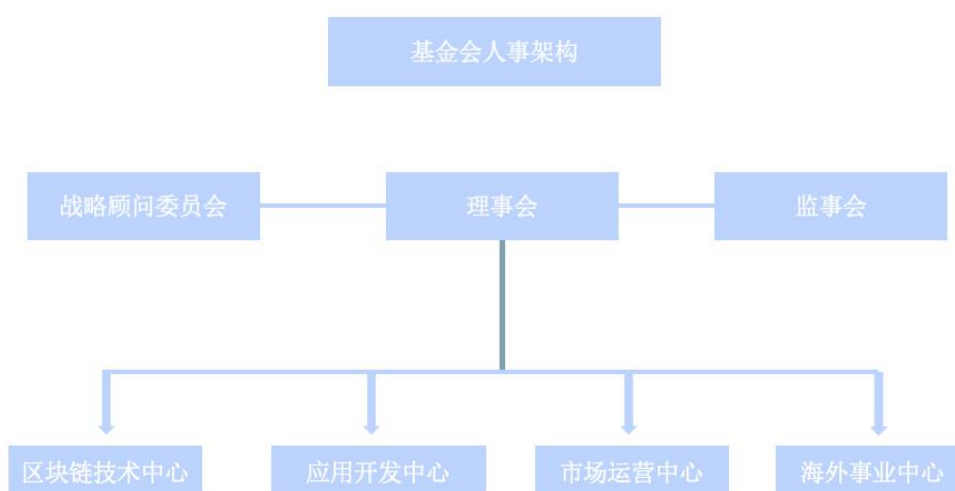 基金会人事架构
战略顾问委员会
理事会
监事会
区块链技术中心
应用开发中心
市场运营中心
海外事业中心